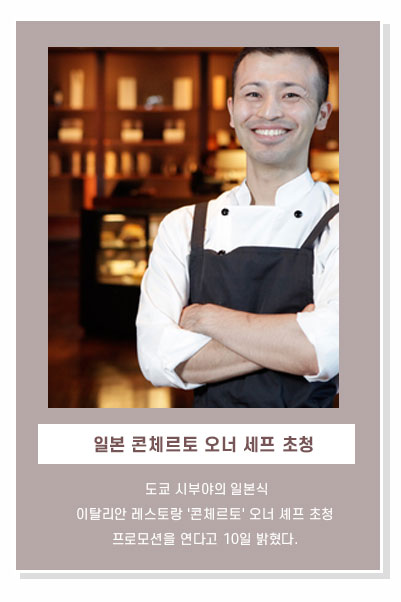 일본 콘체르토 오너 셰프 초청
도쿄 시부야의 일본식
이탈리안 레스토랑 '콘체르토' 오너 셰프 초청
프로모션을 연다고 10일 밝혔다.